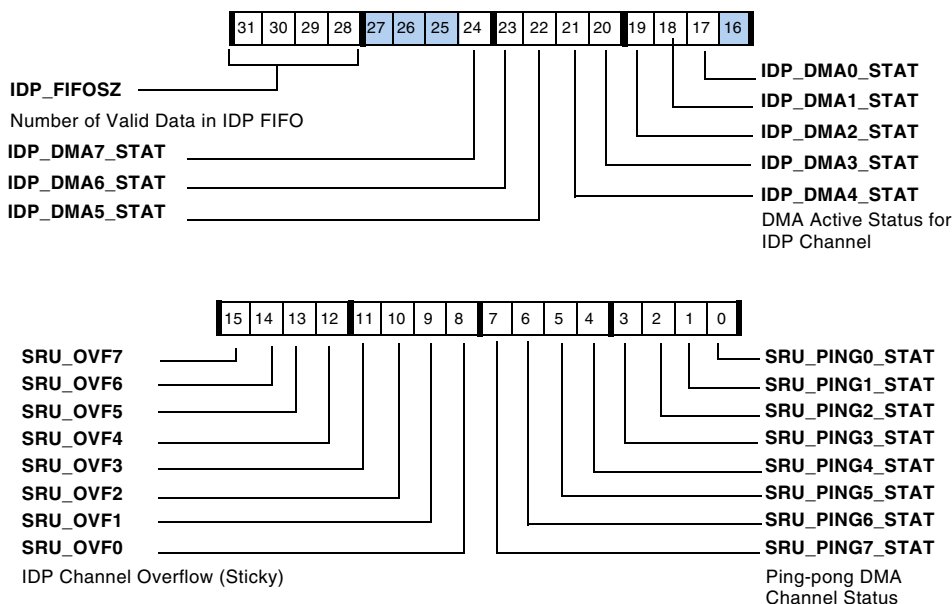 31 30 29 28 27 26 25 24 23 22 21 20 19 18 17 16
IDP_FIFOSZ
Number of Valid Data in IDP FIFO
IDP_DMA7_STAT
IDP_DMA6_STAT
IDP_DMA5_STAT
IDP_DMA0_STAT
IDP_DMA1_STAT
IDP_DMA2_STAT
IDP_DMA3_STAT
IDP_DMA4_STAT
DMA Active Status for
IDP Channel
15 14 13 12 11 10 9 8 7 6 5 4 3 2 1 0
SRU_OVF7
SRU_OVF6
SRU_OVF5
SRU_OVF4
SRU_OVF3
SRU_OVF2
SRU_OVF1
SRU_OVF0
IDP Channel Overflow (Sticky)
SRU_PING0_STAT
SRU_PING1_STAT
SRU_PING2_STAT
SRU_PING3_STAT
SRU_PING4_STAT
SRU_PING5_STAT
SRU_PING6_STAT
SRU_PING7_STAT
Ping-pong DMA
Channel Status